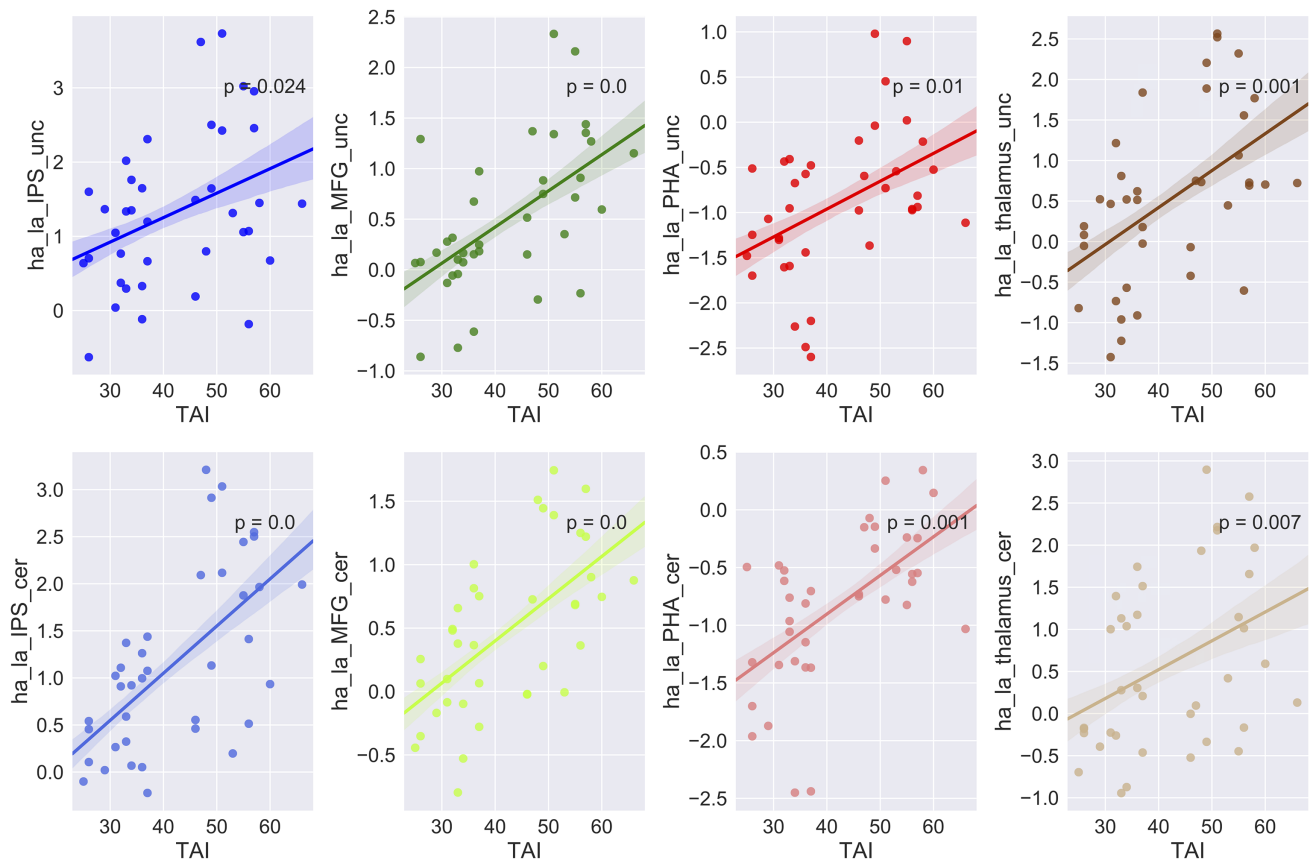 ha_la_IPS_unc
3
2
1
0
p = 0.024
30 40 50 60
TAI
ha_la_MFG_unc
2.5
2.0
1.5
1.0
0.5
0.0
−0.5
−1.0
p = 0.0
30 40 50 60
TAI
ha_la_PHA_unc
1.0
0.5
0.0
−0.5
−1.0
−1.5
−2.0
−2.5
p = 0.01
30 40 50 60
TAI
ha_la_thalamus_unc
2.5
2.0
1.5
1.0
0.5
0.0
−0.5
−1.0
−1.5
p = 0.001
30 40 50 60
TAI
ha_la_IPS_cer
3.0
2.5
2.0
1.5
1.0
0.5
0.0
p = 0.0
30 40 50 60
TAI
ha_la_MFG_cer
1.5
1.0
0.5
0.0
−0.5
p = 0.0
30 40 50 60
TAI
ha_la_PHA_cer
0.5
0.0
−0.5
−1.0
−1.5
−2.0
−2.5
p = 0.001
30 40 50 60
TAI
ha_la_thalamus_cer
3.0
2.5
2.0
1.5
1.0
0.5
0.0
−0.5
−1.0
p = 0.007
30 40 50 60
TAI